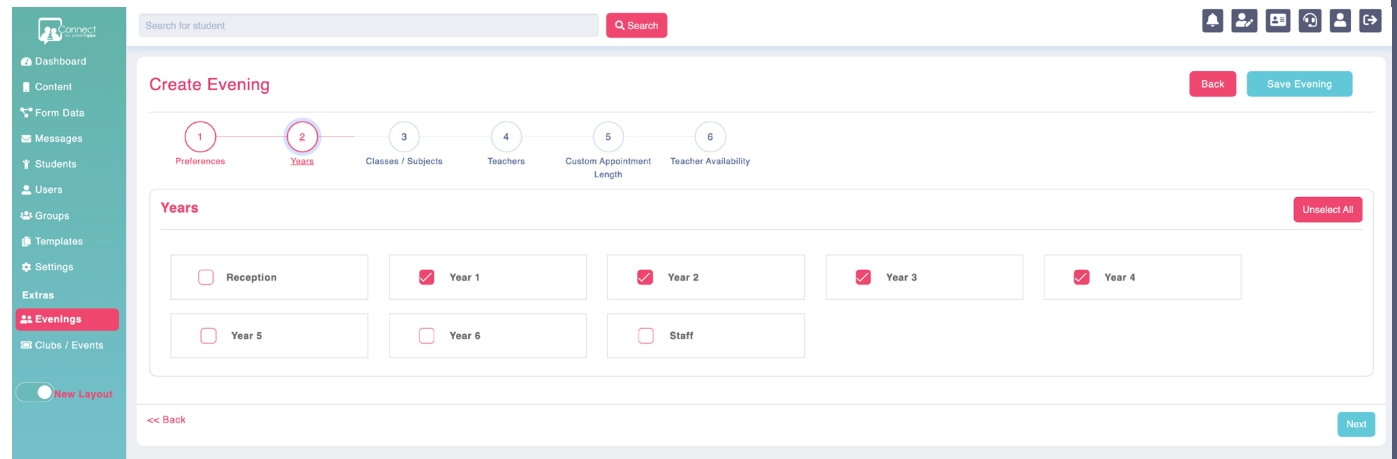 Connect
Search for student
Search
Dashboard
Content
Form Data
Messages
Students
Users
Groups
Templates
Settings
Extras
Evenings
Clubs / Events
New Layout
Create Evening
Back
Save Evening
1
2
3
4
5
6
Preferences
Years
Classes / Subjects
Teachers
Custom Appointment
Length
Teacher Availability
Years
Unselect All
Reception
Year 1
Year 2
Year 3
Year 4
Year 5
Year 6
Staff
<< Back
Next